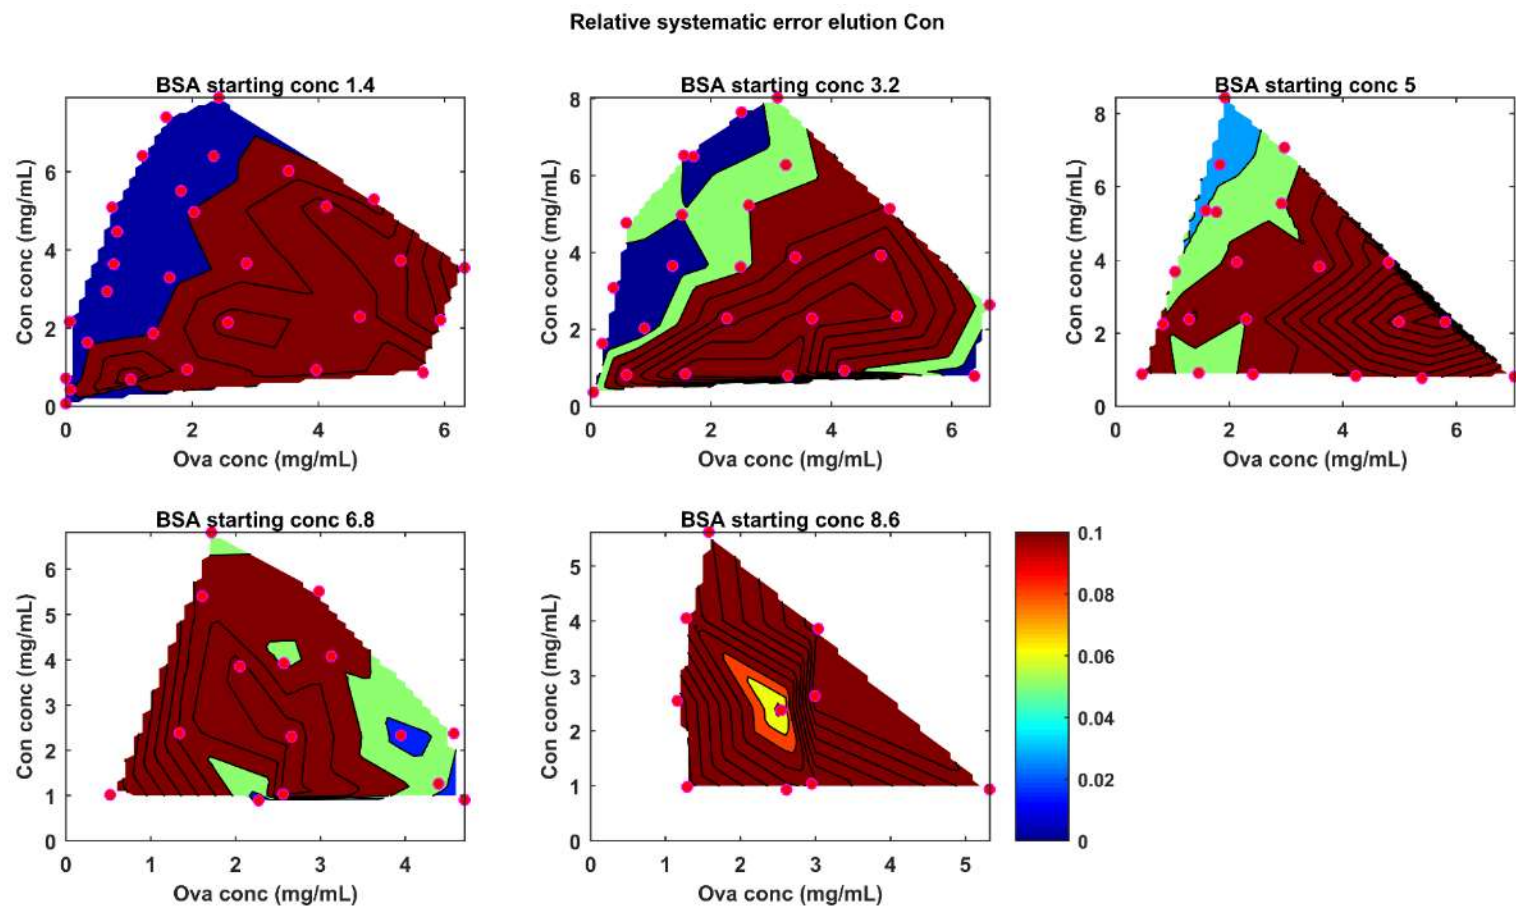 Relative systematic error elution Con
BSA starting conc 1.4
Con conc (mg/mL)
6
4
2
0
0 2 4 6
Ova conc (mg/mL)
BSA starting conc 3.2
Con conc (mg/mL)
8
6
4
2
0
0 2 4 6
Ova conc (mg/mL)
BSA starting conc 5
Con conc (mg/mL)
8
6
4
2
0
0 2 4 6
Ova conc (mg/mL)
BSA starting conc 6.8
Con conc (mg/mL)
6
5
4
3
2
1
0
0 1 2 3 4
Ova conc (mg/mL)
BSA starting conc 8.6
Con conc (mg/mL)
5
4
3
2
1
0
0 1 2 3 4 5
Ova conc (mg/mL)
0.1
0.08
0.06
0.04
0.02
0